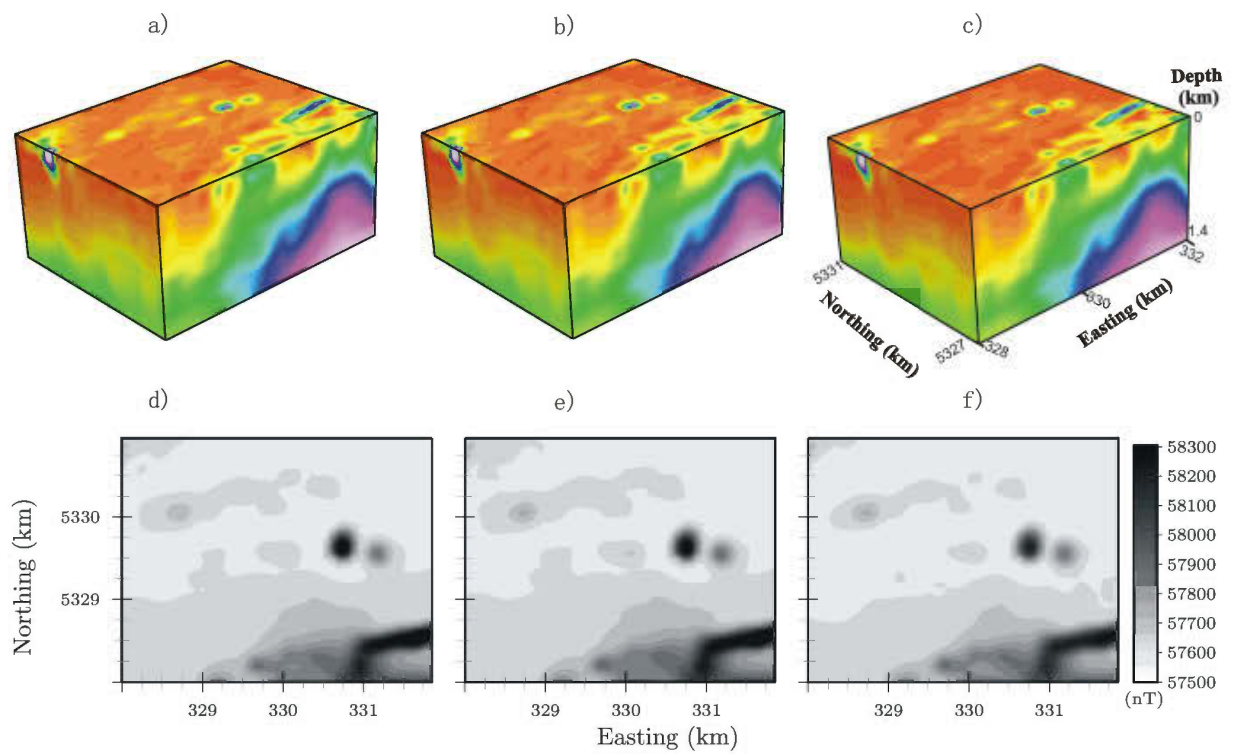 a)
b)
c)
Depth
(km)
0
1.4
332
5331
Northing (km)
830
Easting (km)
5327
328
d)
e)
f)
Northing (km)
5330
5329
58300
58200
58100
58000
57900
57800
57700
57600
57500
(nT)
329 330 331
329 330 331
329 330 331
Easting (km)